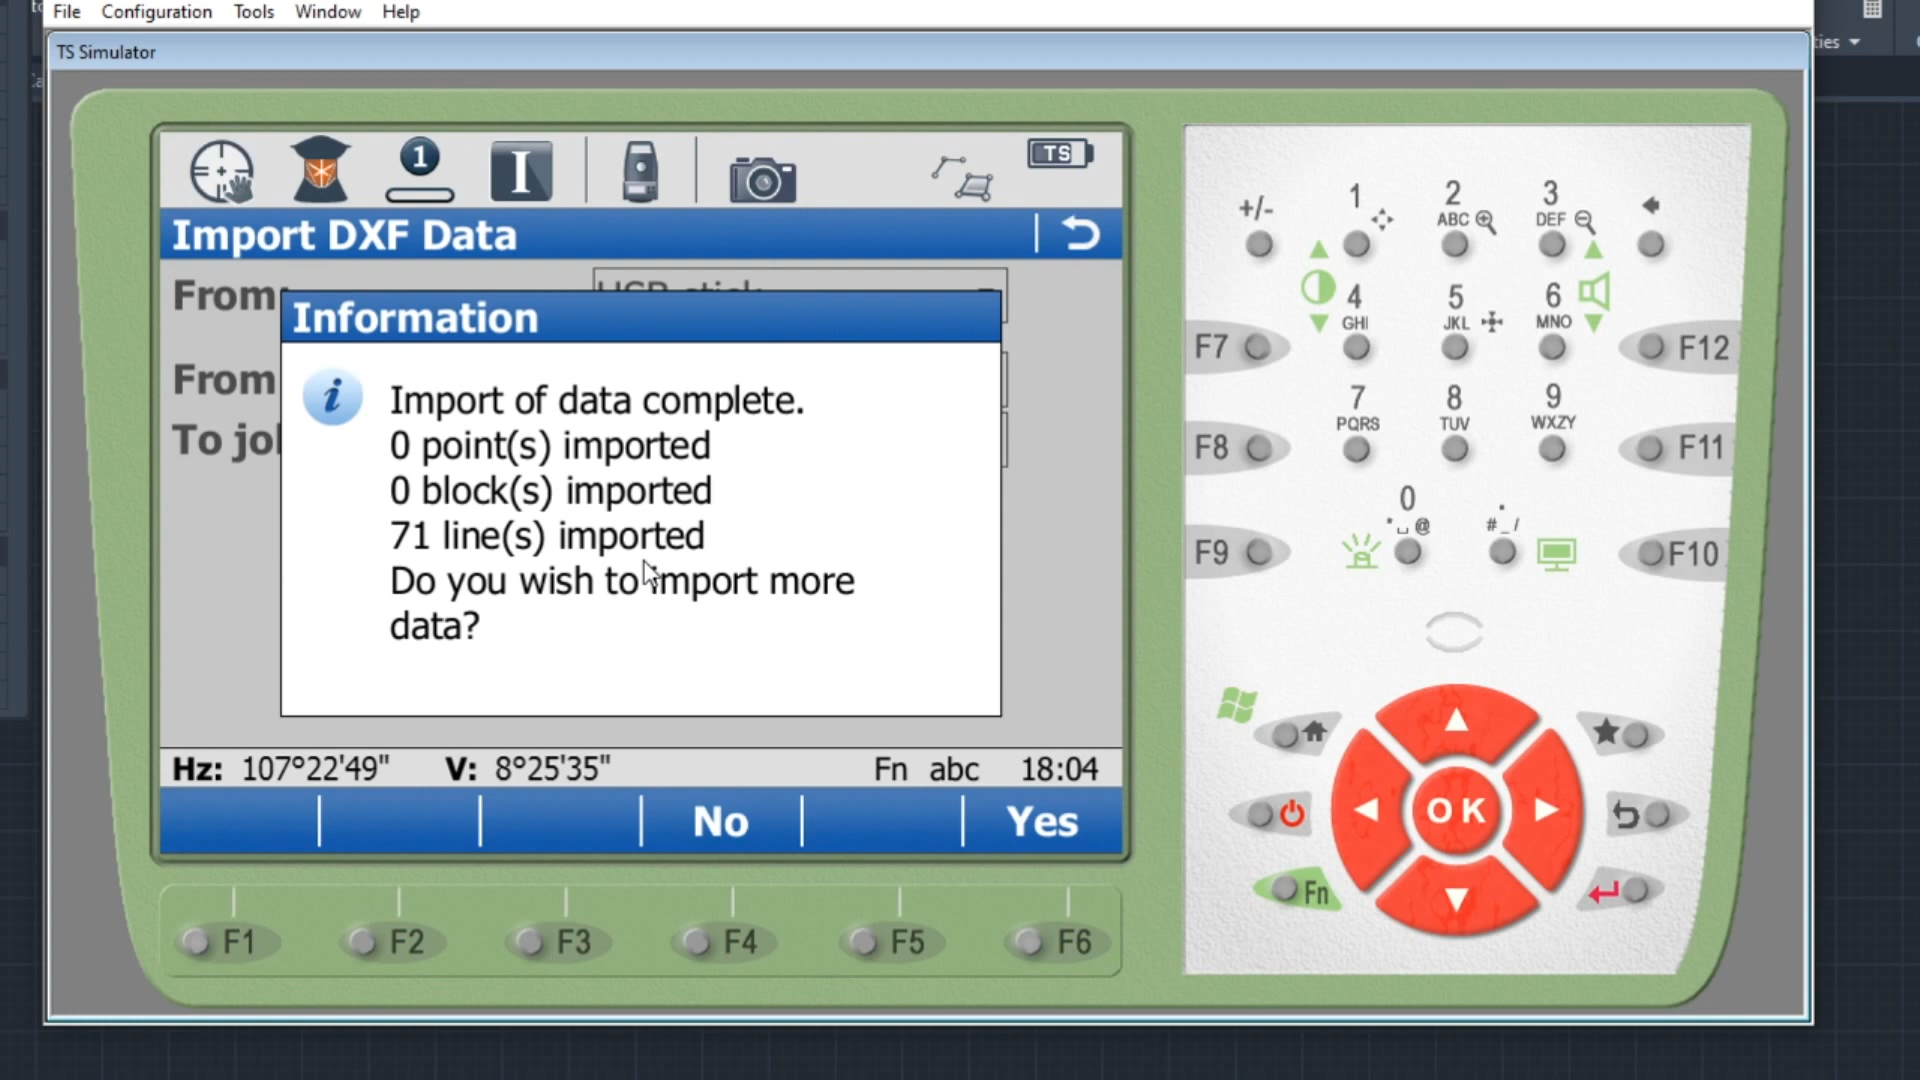 File Configuration Tools Window Help
TS Simulator
ties
1
I
TS
Import DXF Data
From:
From
To jo
Information
i
Import of data complete.
0 point(s) imported
0 block(s) imported
71 line(s) imported
Do you wish to import more
data?
Hz: 107°22'49" V: 8°25'35" Fn abc 18:04
No Yes
F1 F2 F3 F4 F5 F6
+/- 1 2 ABC 3 DEF
F7 4 GHI 5 JKL 6 MNO F12
F8 7 PQRS 8 TUV 9 WXZY F11
F9 0 *␣@ . #_/ F10
OK
Fn